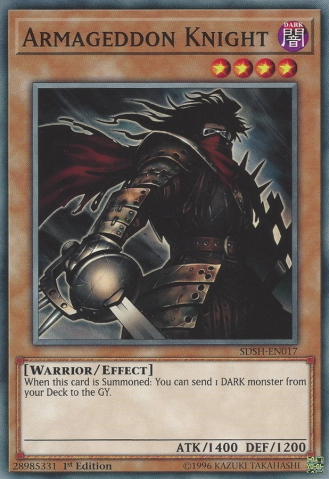 ARMAGEDDON KNIGHT
DARK
闇
SDSH-EN017
[WARRIOR/EFFECT]
When this card is Summoned: You can send 1 DARK monster from
your Deck to the GY.
ATK/1400 DEF/1200
28985331 1st Edition ©1996 KAZUKI TAKAHASHI